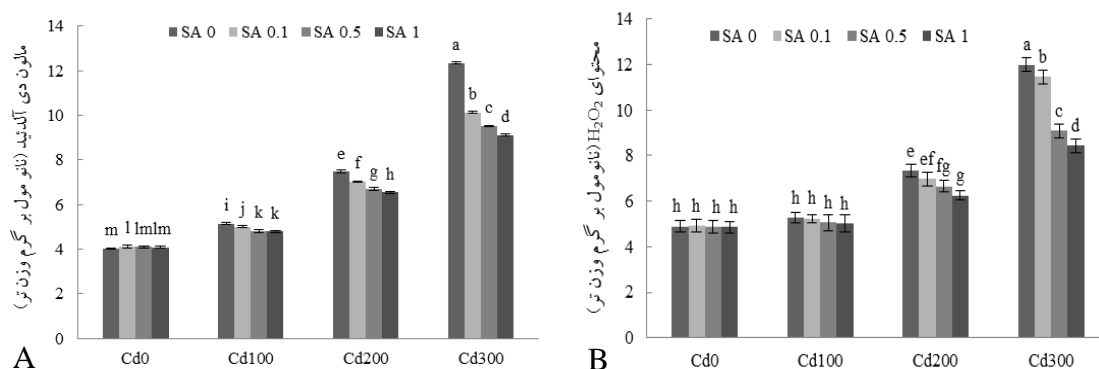 مالون دی آلدئید (نانو مول بر گرم وزن تر)
14
12
10
8
6
4
2
0
SA 0 SA 0.1 SA 0.5 SA 1
a
b
c
d
e
f
g
h
i
j
k k
m l lm lm
Cd0 Cd100 Cd200 Cd300
A
محتوای H₂O₂ (نانومول بر گرم وزن تر)
14
12
10
8
6
4
2
0
SA 0 SA 0.1 SA 0.5 SA 1
a
b
c
d
e
ef
fg
g
h h h h
h h h h
Cd0 Cd100 Cd200 Cd300
B